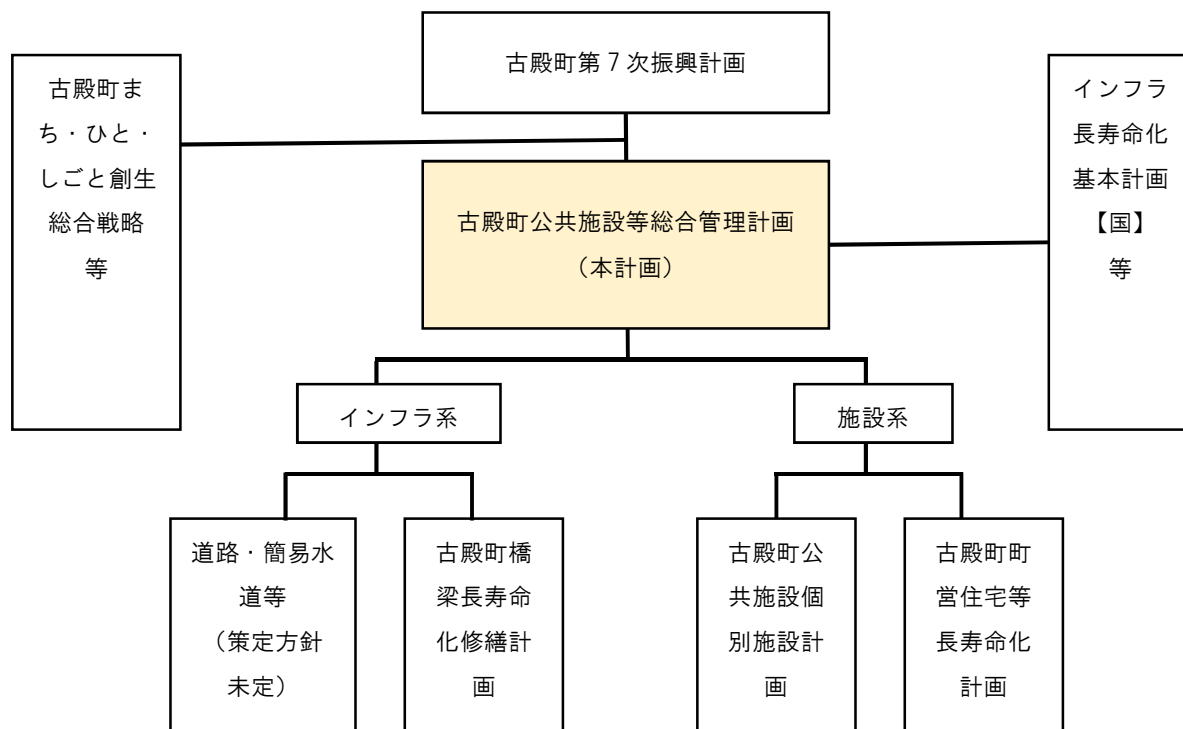 古殿町第７次振興計画
古殿町ま
ち・ひと・
しごと創生
総合戦略
等
インフラ
長寿命化
基本計画
【国】
等
古殿町公共施設等総合管理計画
（本計画）
インフラ系
施設系
道路・簡易水
道等
（策定方針
未定）
古殿町橋
梁長寿命
化修繕計
画
古殿町公
共施設個
別施設計
画
古殿町町
営住宅等
長寿命化
計画